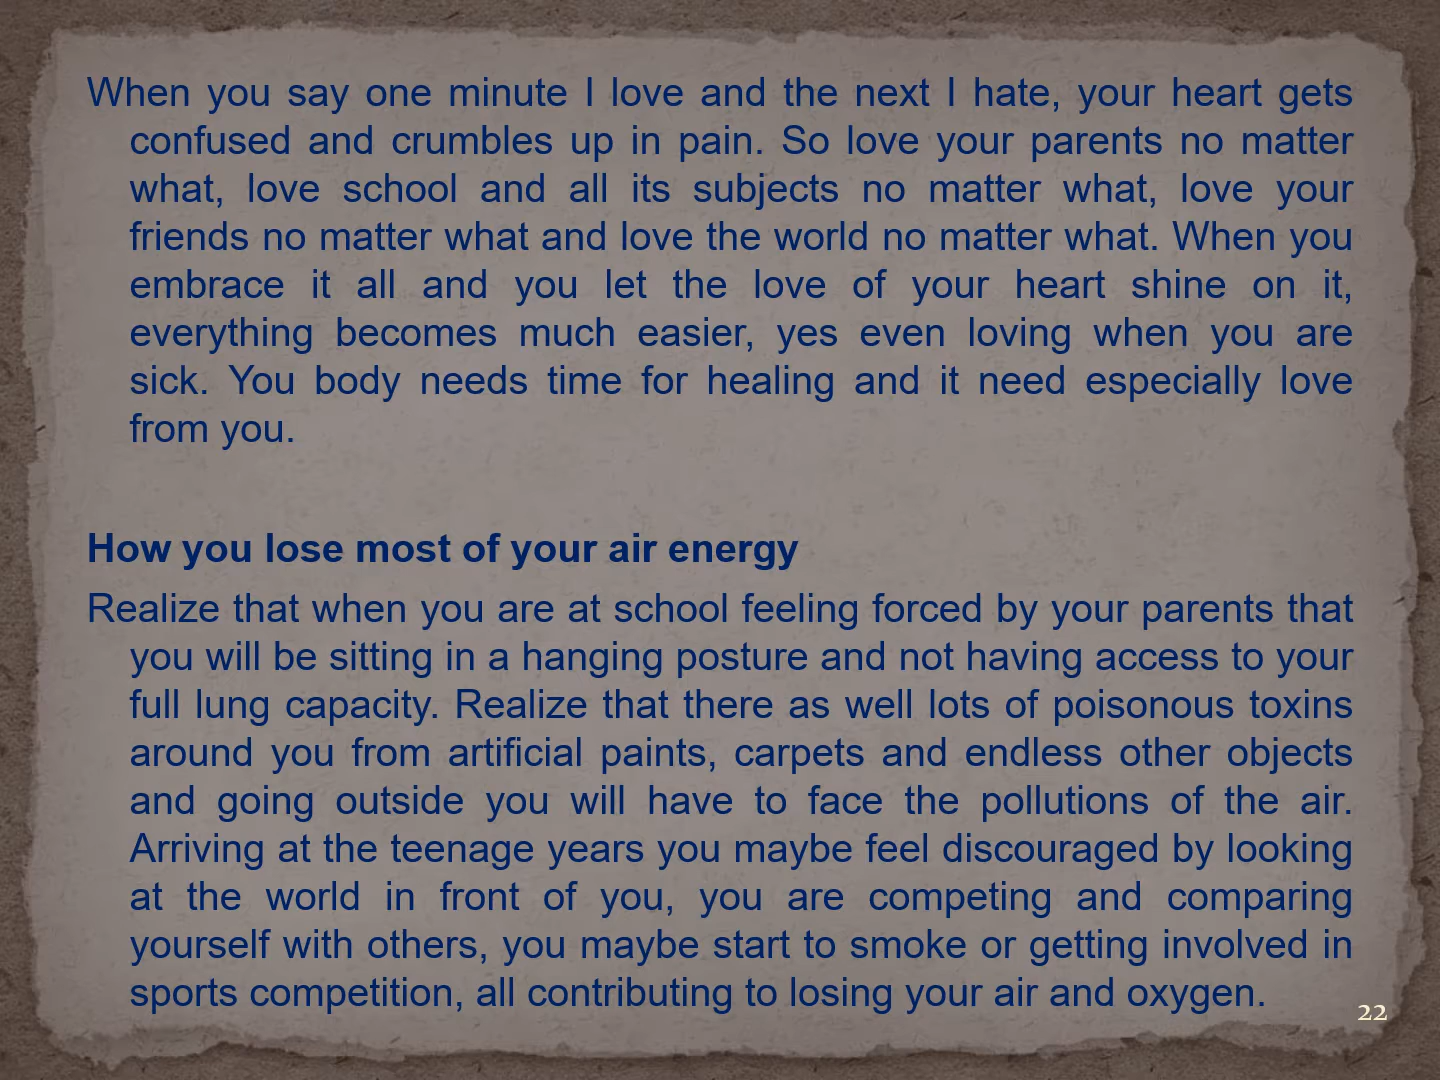 When you say one minute I love and the next I hate, your heart gets
confused and crumbles up in pain. So love your parents no matter
what, love school and all its subjects no matter what, love your
friends no matter what and love the world no matter what. When you
embrace it all and you let the love of your heart shine on it,
everything becomes much easier, yes even loving when you are
sick. You body needs time for healing and it need especially love
from you.
How you lose most of your air energy
Realize that when you are at school feeling forced by your parents that
you will be sitting in a hanging posture and not having access to your
full lung capacity. Realize that there as well lots of poisonous toxins
around you from artificial paints, carpets and endless other objects
and going outside you will have to face the pollutions of the air.
Arriving at the teenage years you maybe feel discouraged by looking
at the world in front of you, you are competing and comparing
yourself with others, you maybe start to smoke or getting involved in
sports competition, all contributing to losing your air and oxygen.
22